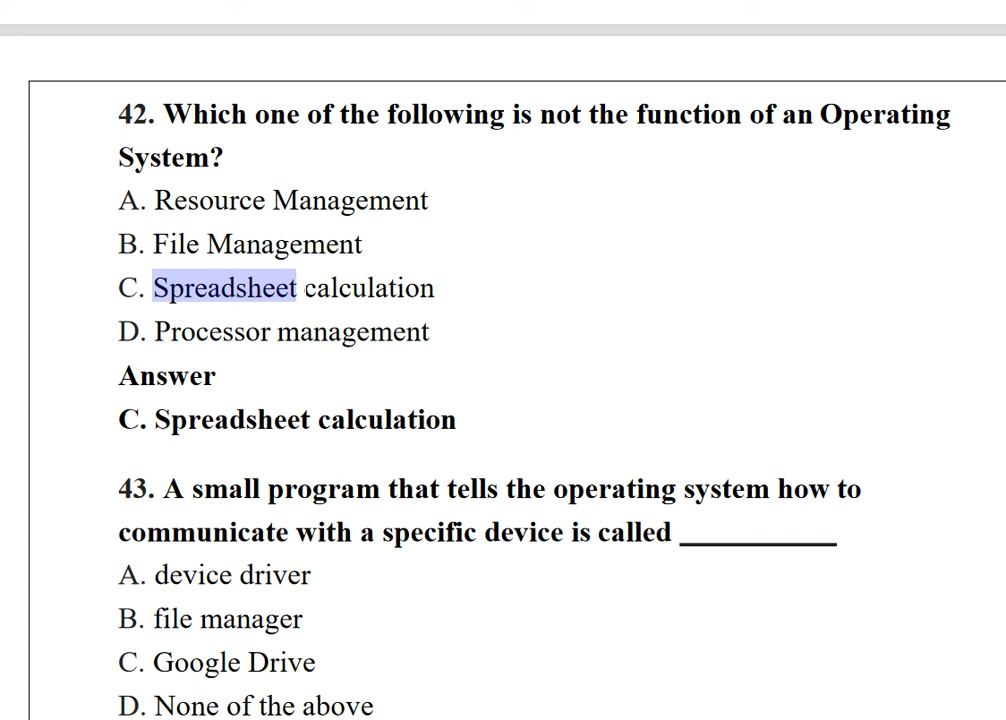 42. Which one of the following is not the function of an Operating
System?
A. Resource Management
B. File Management
C. Spreadsheet calculation
D. Processor management
Answer
C. Spreadsheet calculation
43. A small program that tells the operating system how to
communicate with a specific device is called __________
A. device driver
B. file manager
C. Google Drive
D. None of the above